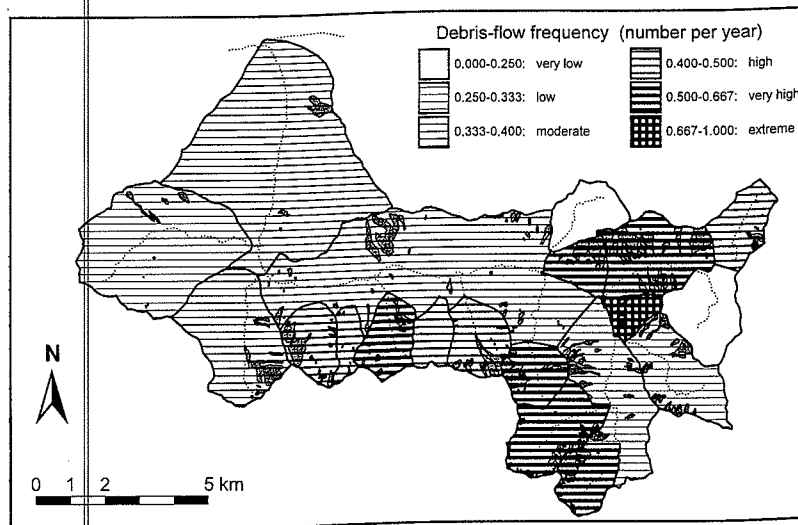 Debris-flow frequency (number per year)
0.000-0.250: very low
0.250-0.333: low
0.333-0.400: moderate
0.400-0.500: high
0.500-0.667: very high
0.667-1.000: extreme
N
0 1 2 5 km